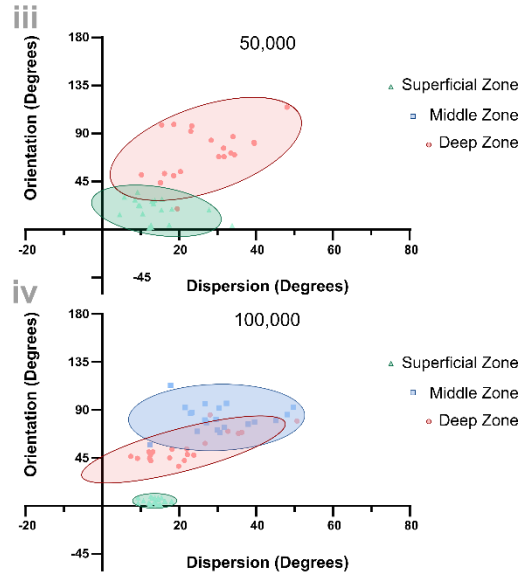 iii
50,000
180
135
90
45
-45
-20
0
20
40
60
80
Orientation (Degrees)
Dispersion (Degrees)
Superficial Zone
Middle Zone
Deep Zone
iv
100,000
180
135
90
45
-45
-20
0
20
40
60
80
Orientation (Degrees)
Dispersion (Degrees)
Superficial Zone
Middle Zone
Deep Zone